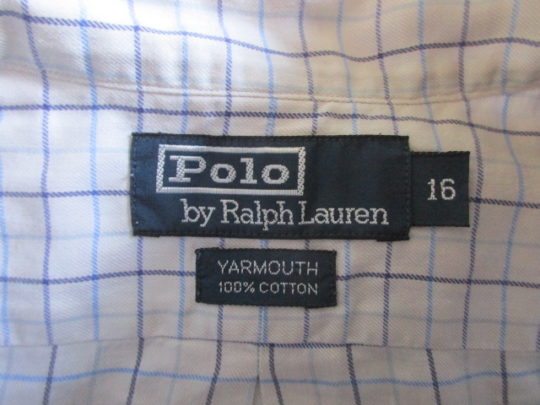 Polo
by Ralph Lauren
16
YARMOUTH
100% COTTON